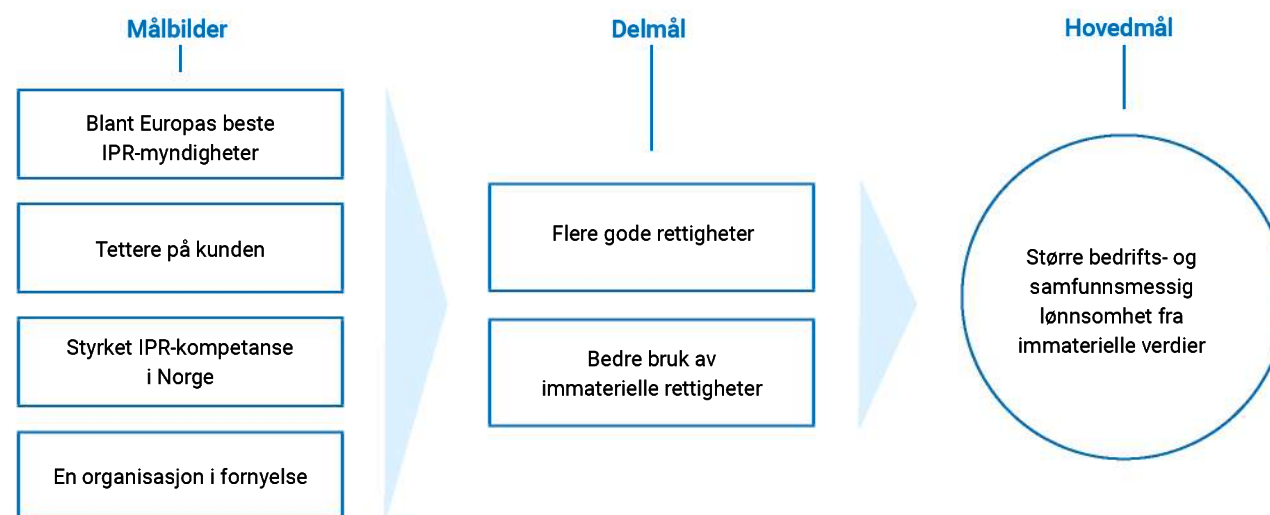 Målbilder
Blant Europas beste
IPR-myndigheter
Tettere på kunden
Styrket IPR-kompetanse
i Norge
En organisasjon i fornyelse
Delmål
Flere gode rettigheter
Bedre bruk av
immaterielle rettigheter
Hovedmål
Større bedrifts- og
samfunnsmessig
lønnsomhet fra
immaterielle verdier